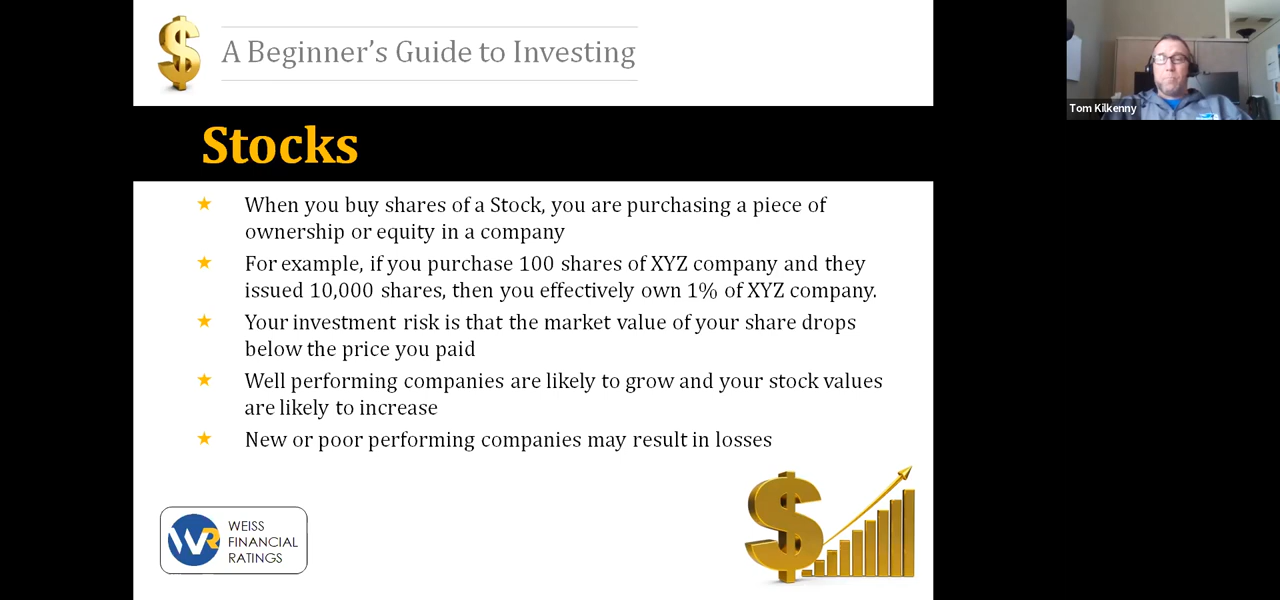 A Beginner's Guide to Investing
Tom Kilkenny
Stocks
★ When you buy shares of a Stock, you are purchasing a piece of
ownership or equity in a company
★ For example, if you purchase 100 shares of XYZ company and they
issued 10,000 shares, then you effectively own 1% of XYZ company.
★ Your investment risk is that the market value of your share drops
below the price you paid
★ Well performing companies are likely to grow and your stock values
are likely to increase
★ New or poor performing companies may result in losses
WR
WEISS
FINANCIAL
RATINGS